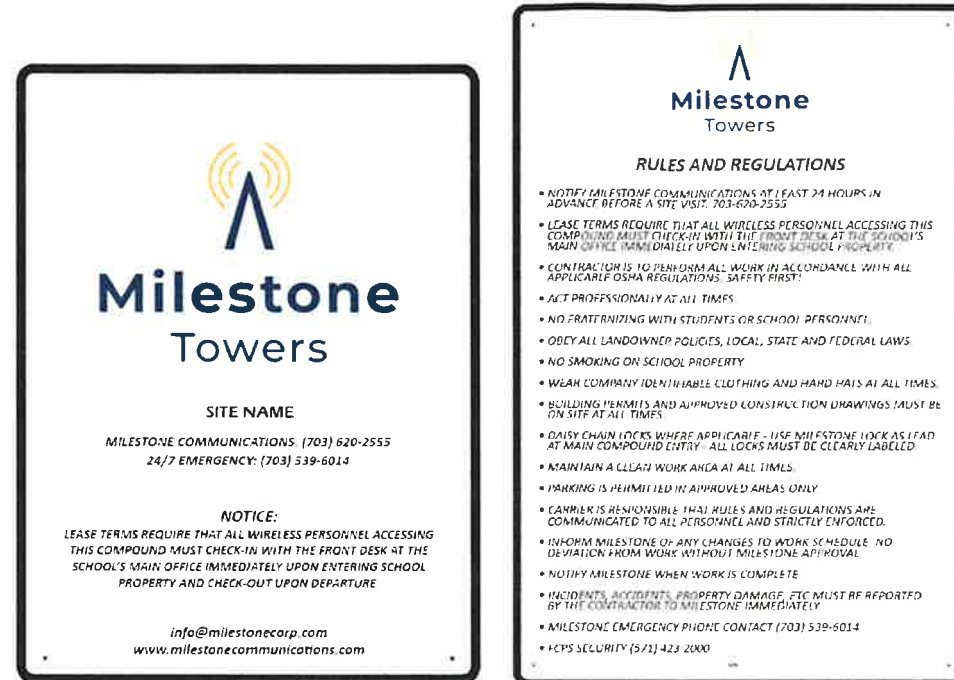 Milestone
Towers
SITE NAME
MILESTONE COMMUNICATIONS: (703) 620-2555
24/7 EMERGENCY: (703) 539-6014
NOTICE:
LEASE TERMS REQUIRE THAT ALL WIRELESS PERSONNEL ACCESSING
THIS COMPOUND MUST CHECK-IN WITH THE FRONT DESK AT THE
SCHOOL'S MAIN OFFICE IMMEDIATELY UPON ENTERING SCHOOL
PROPERTY AND CHECK-OUT UPON DEPARTURE
info@milestonecorp.com
www.milestonecommunications.com
Milestone
Towers
RULES AND REGULATIONS
• NOTIFY MILESTONE COMMUNICATIONS AT LEAST 24 HOURS IN
ADVANCE BEFORE A SITE VISIT. 703-620-2555
• LEASE TERMS REQUIRE THAT ALL WIRELESS PERSONNEL ACCESSING THIS
COMPOUND MUST CHECK-IN WITH THE FRONT DESK AT THE SCHOOL'S
MAIN OFFICE IMMEDIATELY UPON ENTERING SCHOOL PROPERTY.
• CONTRACTOR IS TO PERFORM ALL WORK IN ACCORDANCE WITH ALL
APPLICABLE OSHA REGULATIONS. SAFETY FIRST!
• ACT PROFESSIONALLY AT ALL TIMES.
• NO FRATERNIZING WITH STUDENTS OR SCHOOL PERSONNEL.
• OBEY ALL LANDOWNER POLICIES, LOCAL, STATE AND FEDERAL LAWS.
• NO SMOKING ON SCHOOL PROPERTY
• WEAR COMPANY IDENTIFIABLE CLOTHING AND HARD HATS AT ALL TIMES.
• BUILDING PERMITS AND APPROVED CONSTRUCTION DRAWINGS MUST BE
ON SITE AT ALL TIMES
• DAISY CHAIN LOCKS WHERE APPLICABLE - USE MILESTONE LOCK AS LEAD
AT MAIN COMPOUND ENTRY - ALL LOCKS MUST BE CLEARLY LABELED.
• MAINTAIN A CLEAN WORK AREA AT ALL TIMES.
• PARKING IS PERMITTED IN APPROVED AREAS ONLY
• CARRIER IS RESPONSIBLE THAT RULES AND REGULATIONS ARE
COMMUNICATED TO ALL PERSONNEL AND STRICTLY ENFORCED.
• INFORM MILESTONE OF ANY CHANGES TO WORK SCHEDULE. NO
DEVIATION FROM WORK WITHOUT MILESTONE APPROVAL.
• NOTIFY MILESTONE WHEN WORK IS COMPLETE
• INCIDENTS, ACCIDENTS, PROPERTY DAMAGE, ETC MUST BE REPORTED
BY THE CONTRACTOR TO MILESTONE IMMEDIATELY
• MILESTONE EMERGENCY PHONE CONTACT (703) 539-6014
• FCPS SECURITY (571) 423-2000